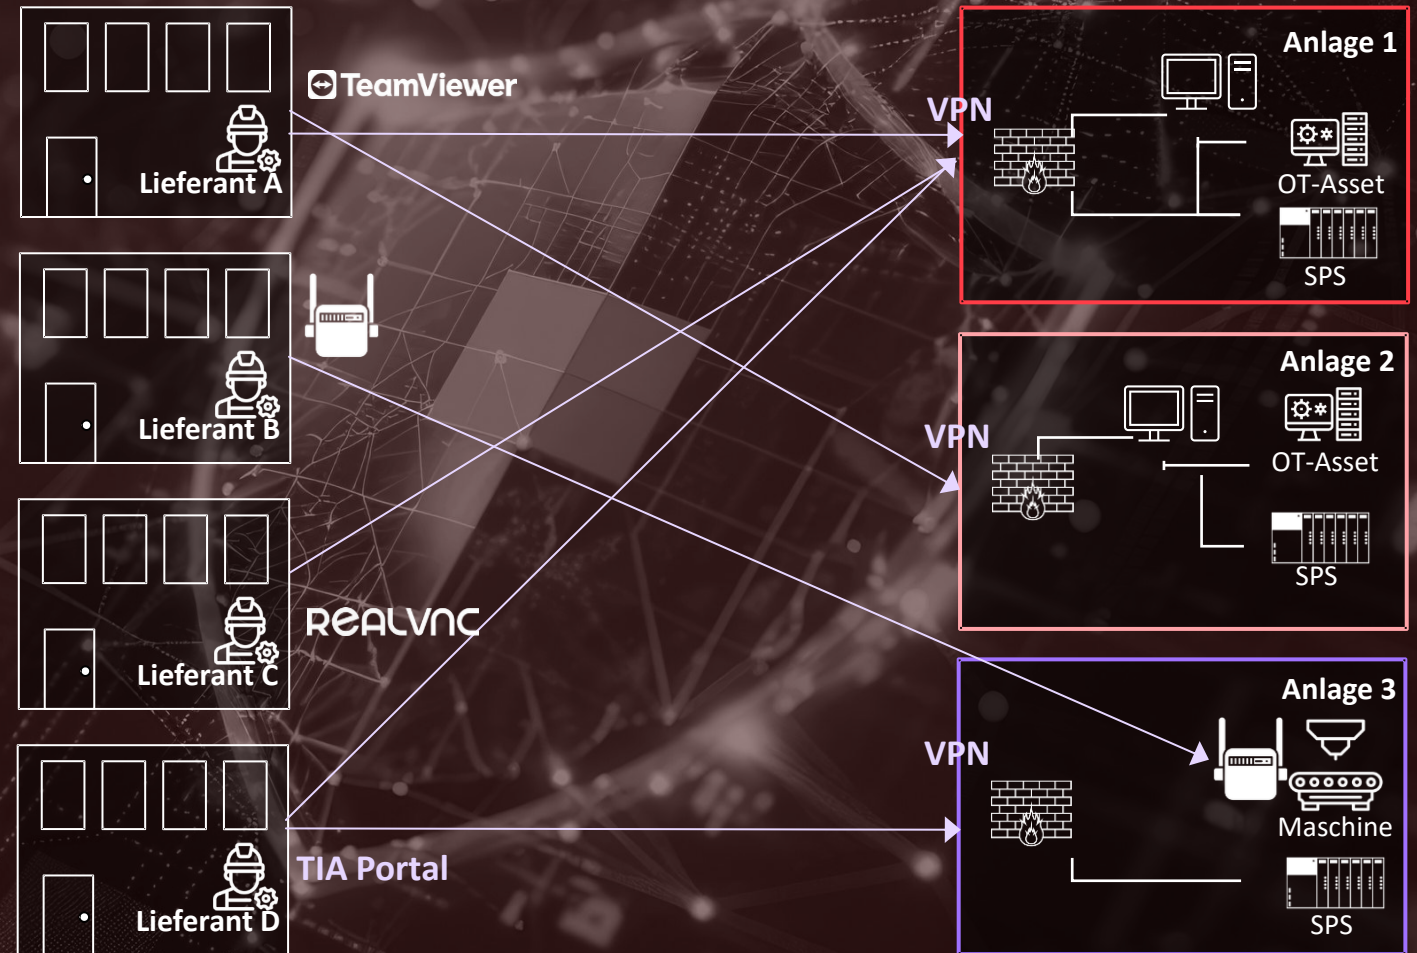 TeamViewer
Lieferant A
Lieferant B
Lieferant C
REALVNC
Lieferant D
TIA Portal
VPN
Anlage 1
OT-Asset
SPS
VPN
Anlage 2
OT-Asset
SPS
VPN
Anlage 3
Maschine
SPS